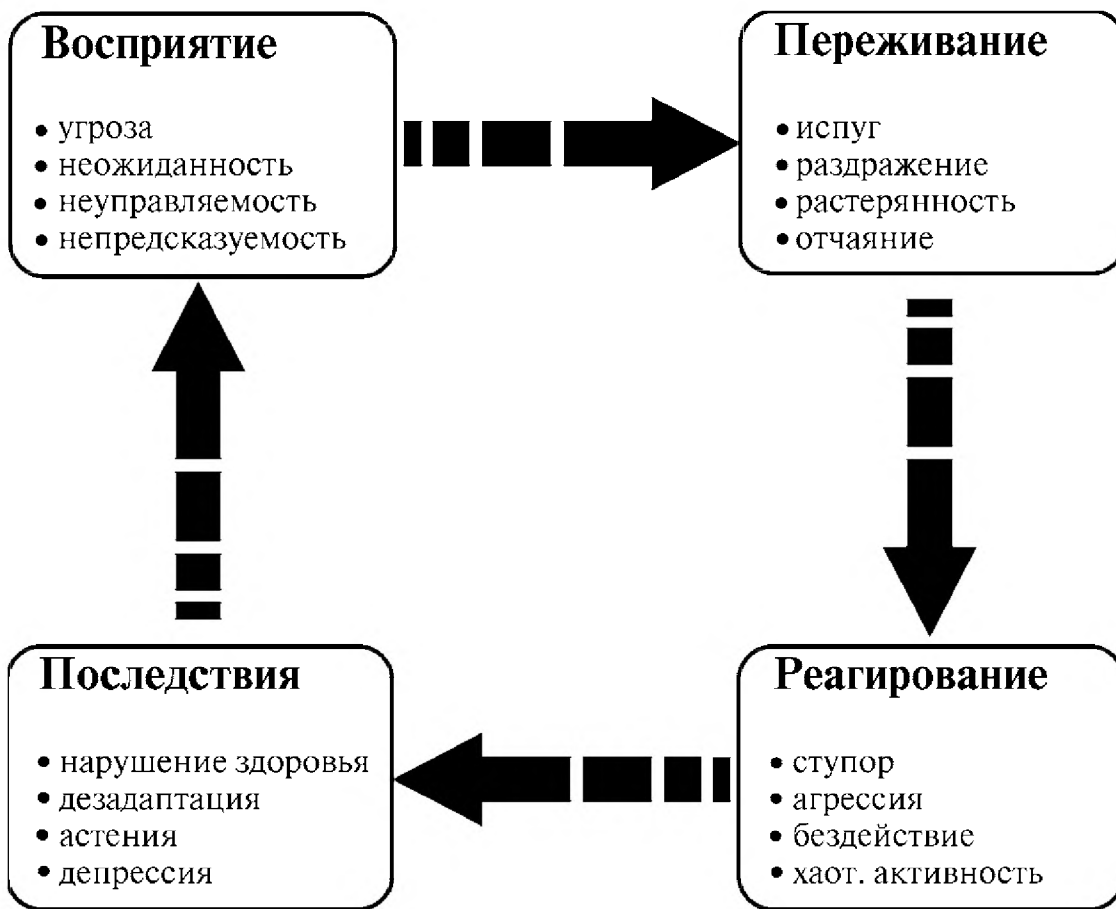 Восприятие
• угроза
• неожиданность
• неуправляемость
• непредсказуемость
Переживание
• испуг
• раздражение
• растерянность
• отчаяние
Последствия
• нарушение здоровья
• дезадаптация
• астения
• депрессия
Реагирование
• ступор
• агрессия
• бездействие
• хаот. активность